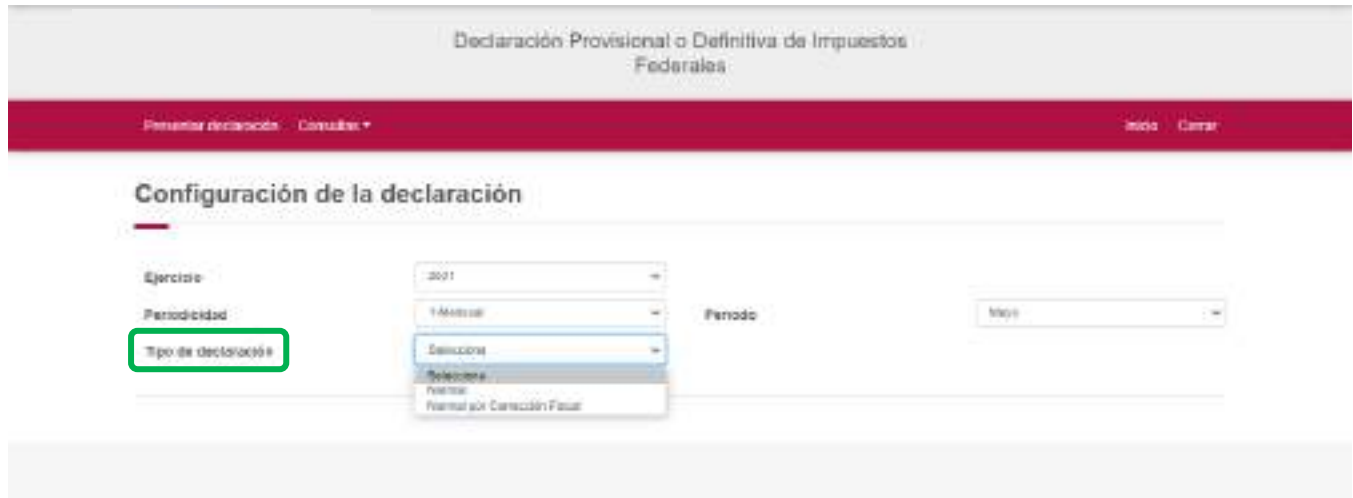 Declaración Provisional o Definitiva de Impuestos
Federales
Presentar declaración Consultas Inicio Cerrar
Configuración de la declaración
Ejercicio 2021
Periodicidad 1-Mensual Periodo Mayo
Tipo de declaración Selecciona
Selecciona
Normal
Normal por Corrección Fiscal